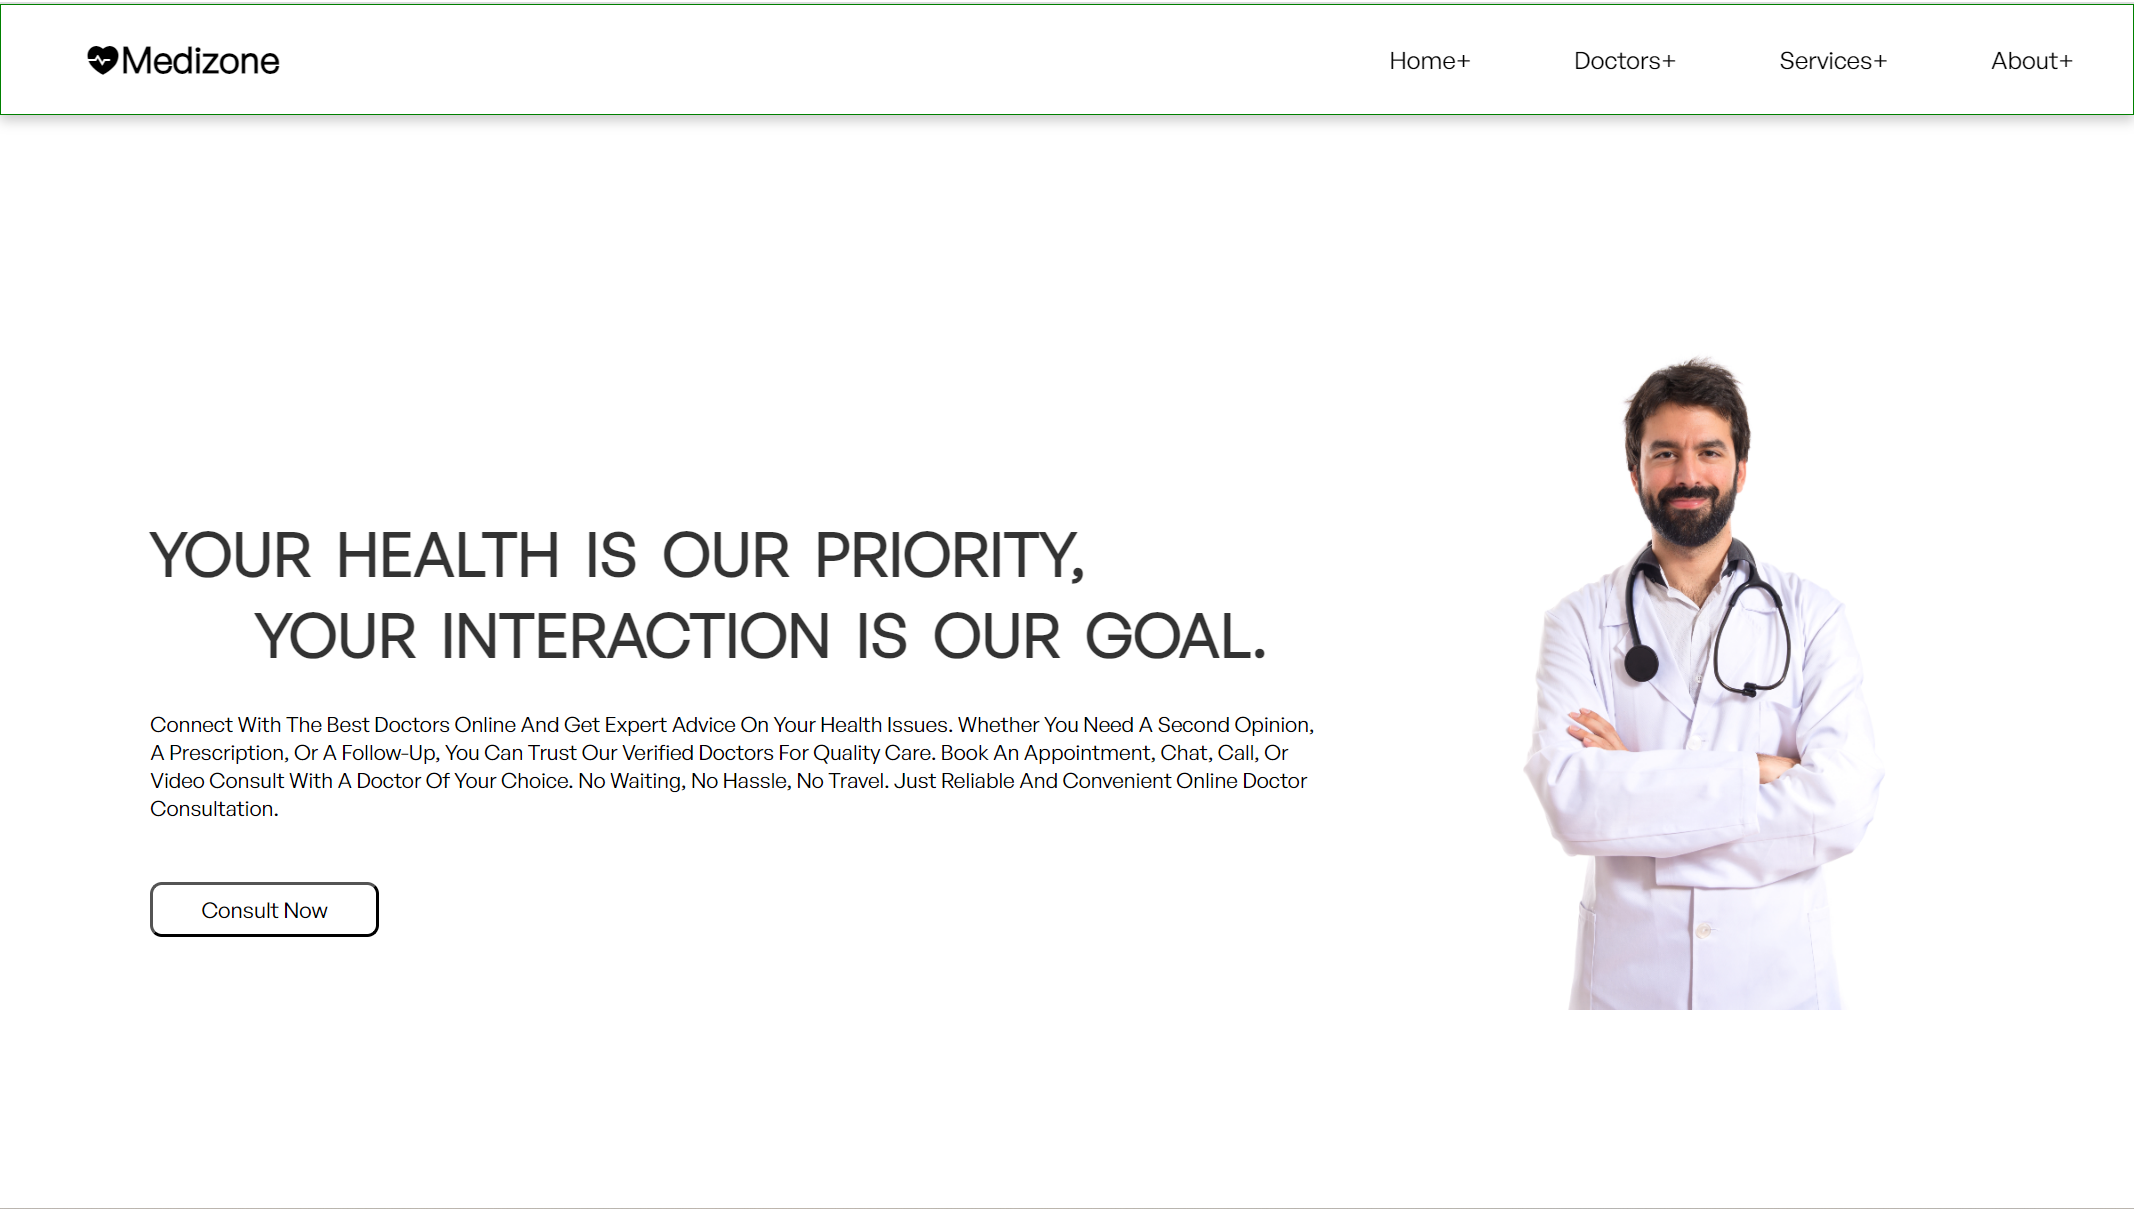 Medizone
Home+
Doctors+
Services+
About+
YOUR HEALTH IS OUR PRIORITY,
YOUR INTERACTION IS OUR GOAL.
Connect With The Best Doctors Online And Get Expert Advice On Your Health Issues. Whether You Need A Second Opinion,
A Prescription, Or A Follow-Up, You Can Trust Our Verified Doctors For Quality Care. Book An Appointment, Chat, Call, Or
Video Consult With A Doctor Of Your Choice. No Waiting, No Hassle, No Travel. Just Reliable And Convenient Online Doctor
Consultation.
Consult Now